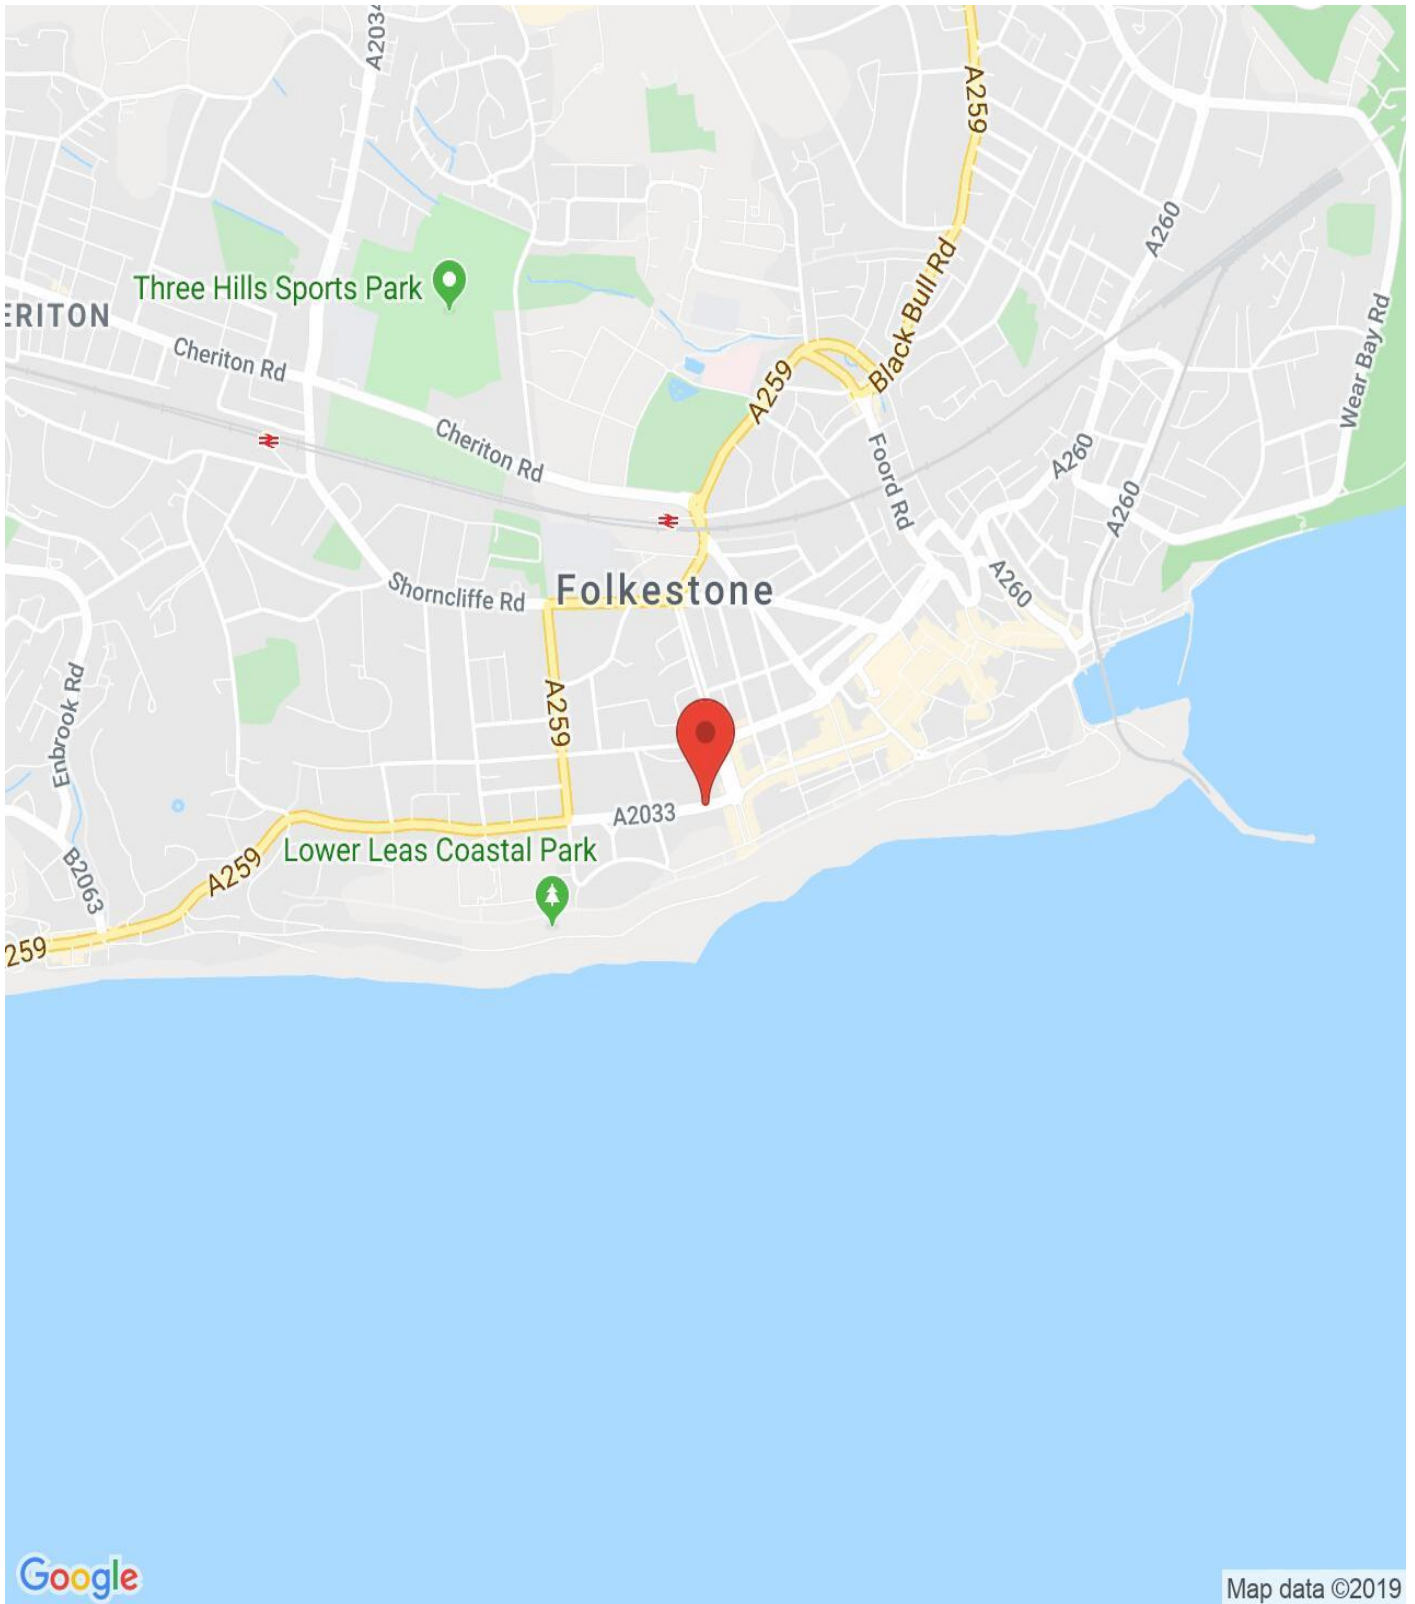 A2034
A259
A260
Three Hills Sports Park
ERITON
Black Bull Rd
Cheriton Rd
Wear Bay Rd
A259
Cheriton Rd
Foord Rd
A260
A260
A260
Shorncliffe Rd
Folkestone
Enbrook Rd
A259
A2033
Lower Leas Coastal Park
B2063
A259
259
Google
Map data ©2019